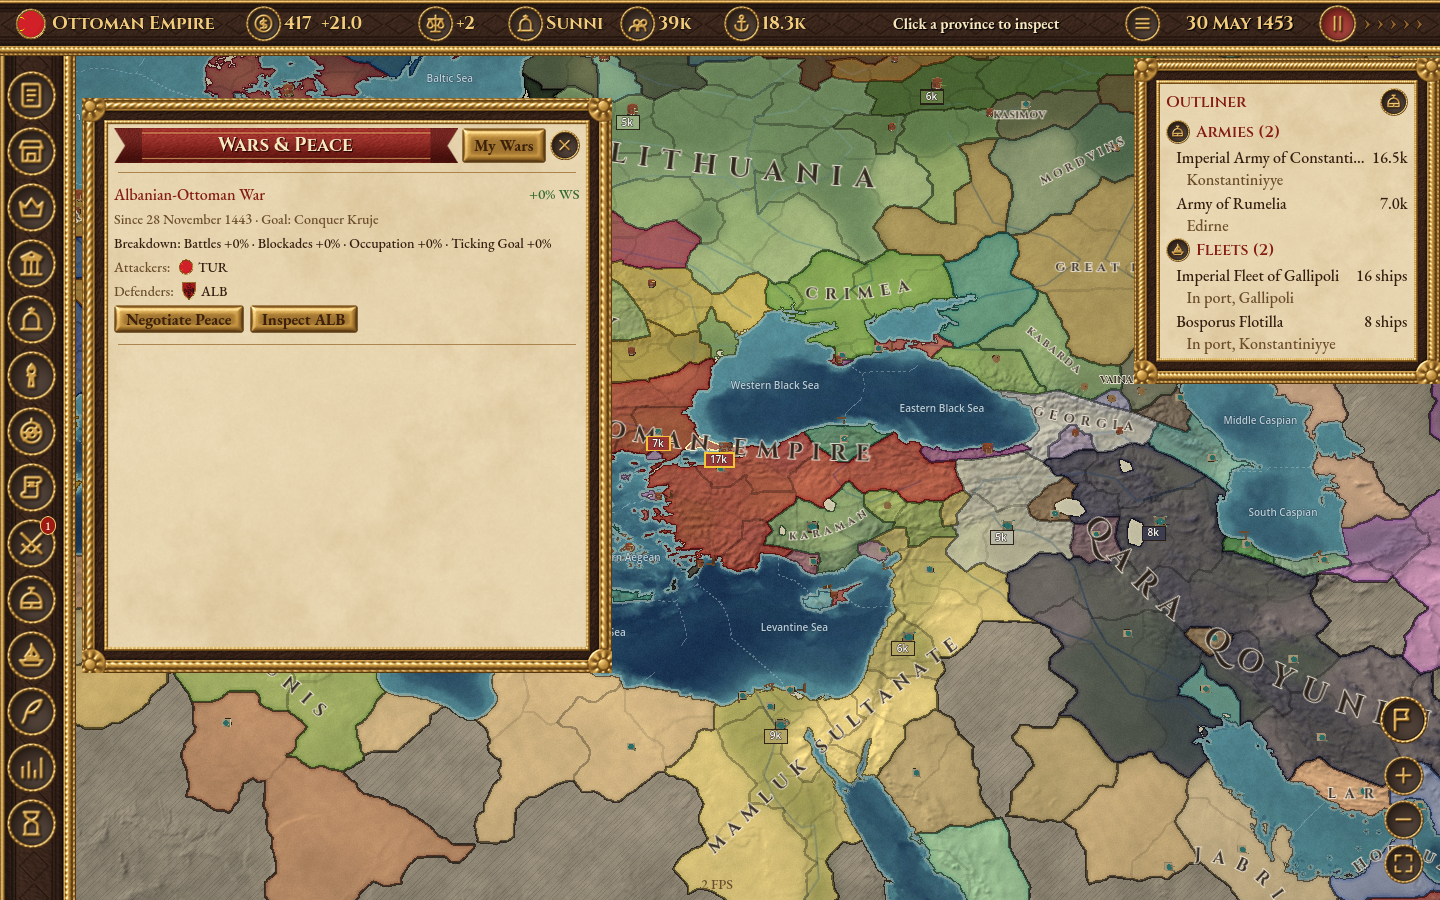 OTTOMAN EMPIRE
417 +21.0
+2
SUNNI
39K
18.3K
Click a province to inspect
30 MAY 1453
WARS & PEACE
My Wars
Albanian-Ottoman War
+0% WS
Since 28 November 1443 · Goal: Conquer Kruje
Breakdown: Battles +0% · Blockades +0% · Occupation +0% · Ticking Goal +0%
Attackers: TUR
Defenders: ALB
Negotiate Peace
Inspect ALB
1
OUTLINER
ARMIES (2)
Imperial Army of Constanti... 16.5k
Konstantiniyye
Army of Rumelia 7.0k
Edirne
FLEETS (2)
Imperial Fleet of Gallipoli 16 ships
In port, Gallipoli
Bosporus Flotilla 8 ships
In port, Konstantiniyye
Baltic Sea
5k
6k
KASIMOV
LITHUANIA
MORDVINS
GREAT
CRIMEA
KABARDA
Western Black Sea
Eastern Black Sea
GEORGIA
Middle Caspian
7k
17k
OMAN EMPIRE
KARAMAN
South Caspian
5k
8k
QARA QOYUN
Aegean
Levantine Sea
Sea
6k
9k
MAMLUK SULTANATE
NIS
LAR
JABRI
2 FPS